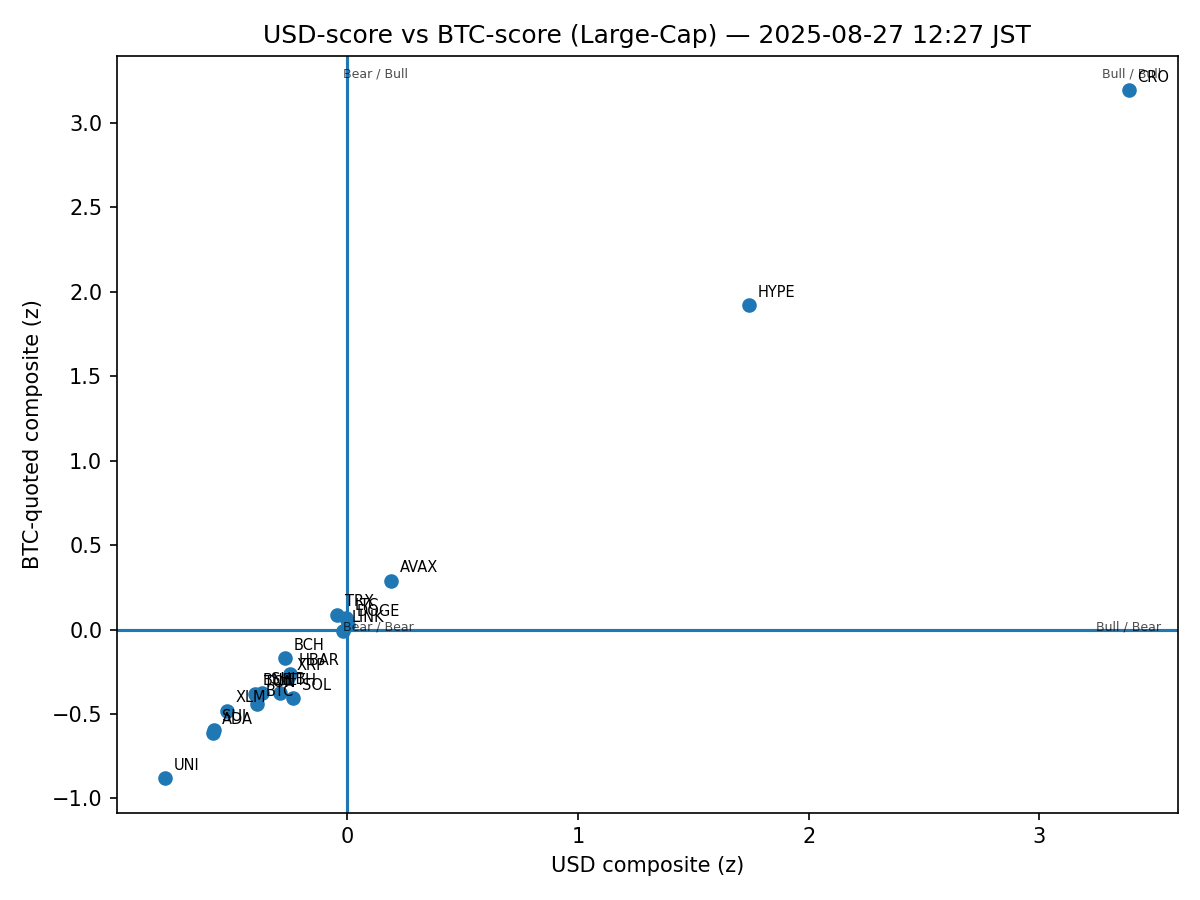 USD-score vs BTC-score (Large-Cap) — 2025-08-27 12:27 JST
Bear / Bull
Bull / Bull
CRO
3.0
2.5
2.0
HYPE
1.5
1.0
0.5
AVAX
TRX
DOGE
LINK
0.0
Bear / Bear
Bull / Bear
BCH
HBAR
XRP
SOL
BTC
XLM
−0.5
SUI
ADA
UNI
−1.0
0
1
2
3
USD composite (z)
BTC-quoted composite (z)